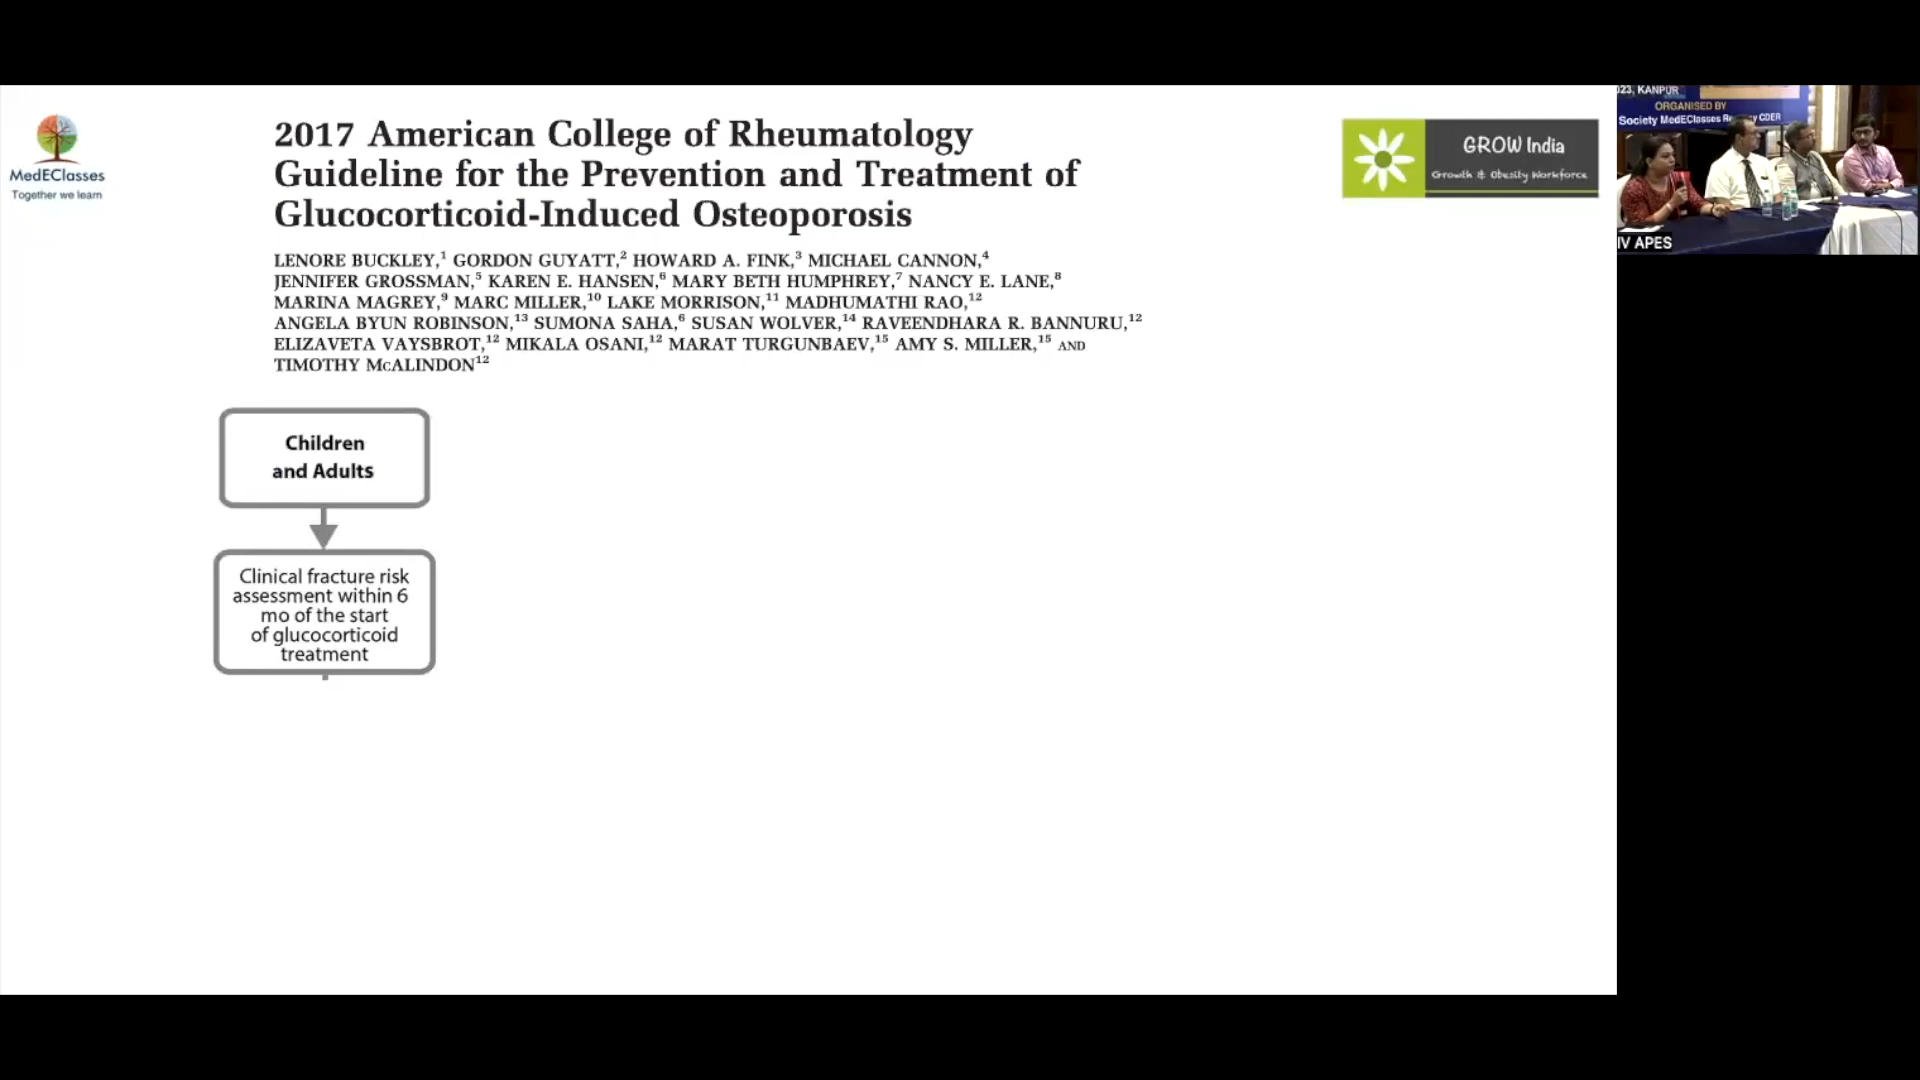 MedEClasses
Together we learn
2017 American College of Rheumatology
Guideline for the Prevention and Treatment of
Glucocorticoid-Induced Osteoporosis
LENORE BUCKLEY,¹ GORDON GUYATT,² HOWARD A. FINK,³ MICHAEL CANNON,⁴
JENNIFER GROSSMAN,⁵ KAREN E. HANSEN,⁶ MARY BETH HUMPHREY,⁷ NANCY E. LANE,⁸
MARINA MAGREY,⁹ MARC MILLER,¹⁰ LAKE MORRISON,¹¹ MADHUMATHI RAO,¹²
ANGELA BYUN ROBINSON,¹³ SUMONA SAHA,⁶ SUSAN WOLVER,¹⁴ RAVEENDHARA R. BANNURU,¹²
ELIZAVETA VAYSBROT,¹² MIKALA OSANI,¹² MARAT TURGUNBAEV,¹⁵ AMY S. MILLER,¹⁵ AND
TIMOTHY McALINDON¹²
GROW India
Growth & Obesity Workforce
023, KANPUR
ORGANISED BY
Society MedEClasses CDER
IV APES
Children
and Adults
Clinical fracture risk
assessment within 6
mo of the start
of glucocorticoid
treatment